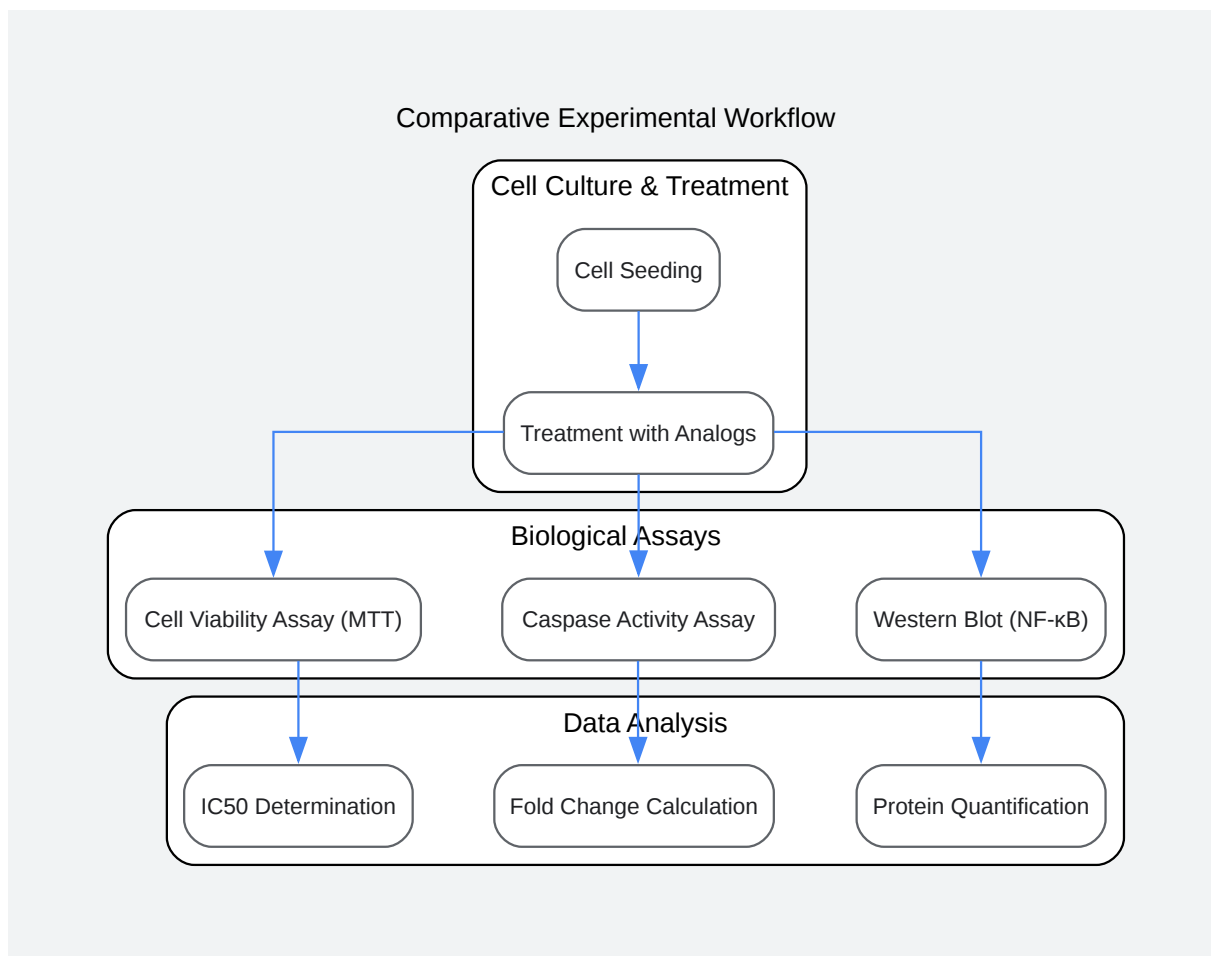 Comparative Experimental Workflow
Cell Culture & Treatment
Cell Seeding
Treatment with Analogs
Biological Assays
Cell Viability Assay (MTT)
Caspase Activity Assay
Western Blot (NF-κB)
Data Analysis
IC50 Determination
Fold Change Calculation
Protein Quantification